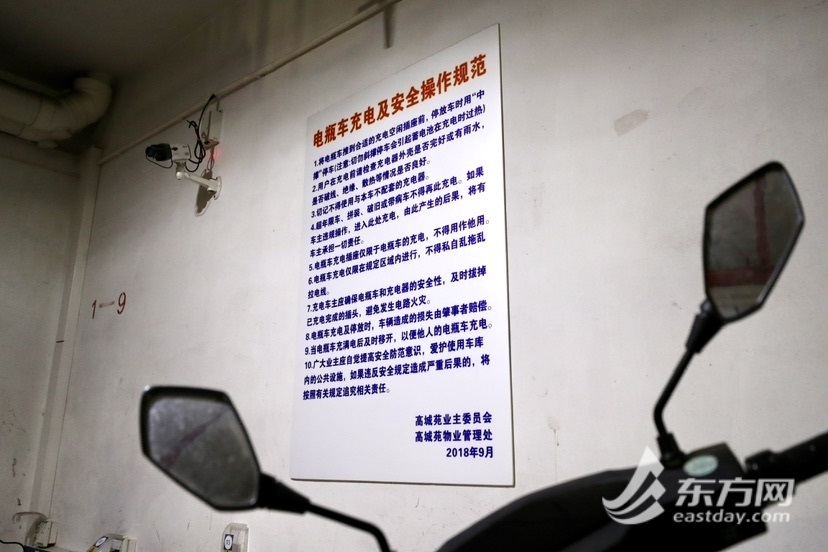 电瓶车充电及安全操作规范
1.将电瓶车推到合适的充电空闲插座前，停放车时用“中
撑”停车(注意:切勿斜撑停车会引起蓄电池在充电时过热)
2.用户在充电前请检查充电器外壳是否完好或有雨水，
是否破线、绝缘、散热等情况是否良好。
3.切记不得使用与本车不配套的充电器。
4.超年限车、拼装、破旧或带病车不得再此充电。如果
车主违规操作，进入此处充电，由此产生的后果，将有
车主承担一切责任。
5.电瓶车充电插座仅限于电瓶车的充电，不得用作他用。
6.电瓶车充电仅限在规定区域内进行，不得私自乱拖乱
拉电线。
7.充电车主应确保电瓶车和充电器的安全性，及时拔掉
已充电完成的插头，避免发生电路火灾。
8.电瓶车充电及停放时，车辆造成的损失由肇事者赔偿。
9.当电瓶车充满电后及时移开，以便他人的电瓶车充电。
10.广大业主应自觉提高安全防范意识，爱护使用车库
内的公共设施，如果违反安全规定造成严重后果的，将
按照有关规定追究相关责任。
高城苑业主委员会
高城苑物业管理处
2018年9月
1—9
东方网
eastday.com